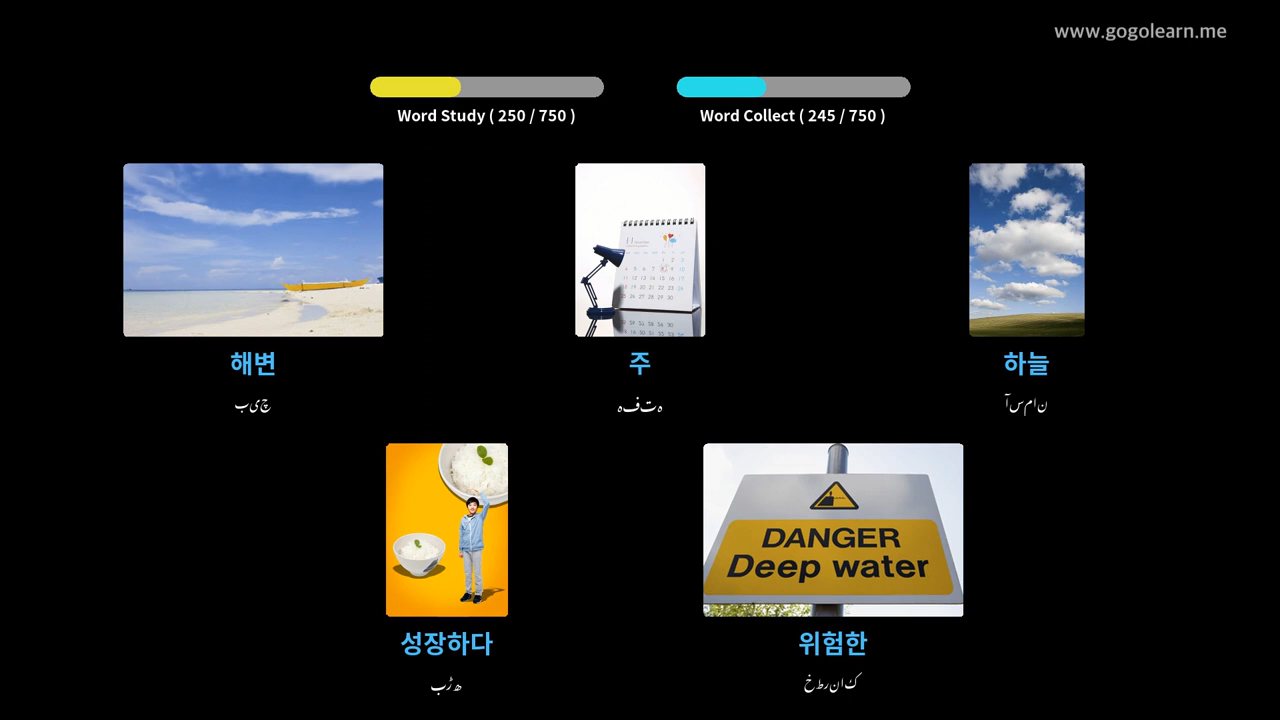 www.gogolearn.me
Word Study ( 250 / 750 )
Word Collect ( 245 / 750 )
해변
주
하늘
بیچ
ہفتہ
آسمان
DANGER
Deep water
성장하다
위험한
بڑھ
خطرناک